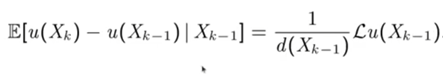 𝔼[u(X_k) − u(X_{k−1}) | X_{k−1}] = \frac{1}{d(X_{k−1})} ℒu(X_{k−1})